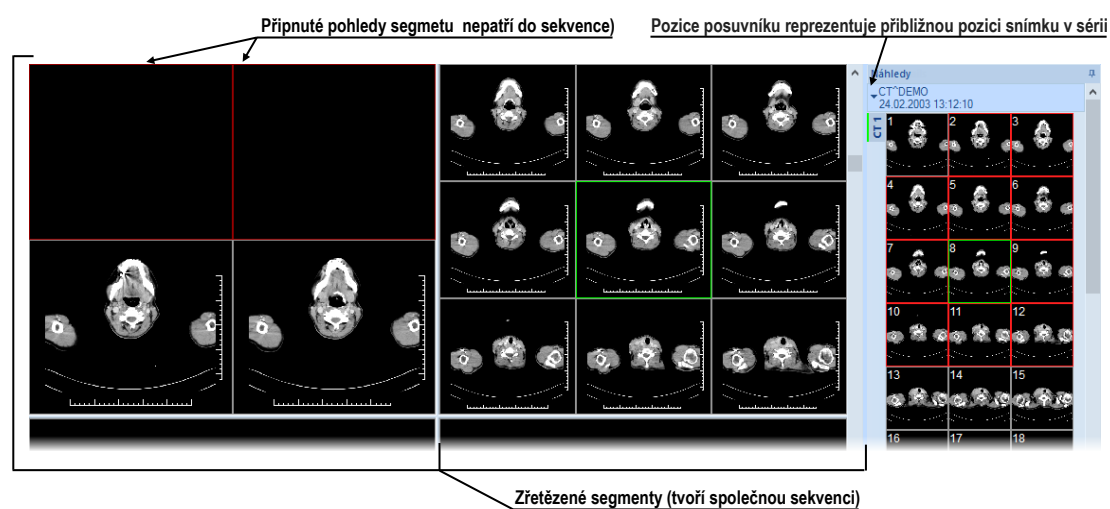 Připnuté pohledy segmetu nepatří do sekvence)
Pozice posuvníku reprezentuje přibližnou pozici snímku v sérii
Náhledy
CT^DEMO
24.02.2003 13:12:10
CT 1
1 2 3
4 5 6
7 8 9
10 11 12
13 14 15
16 17 18
Zřetězené segmenty (tvoří společnou sekvenci)